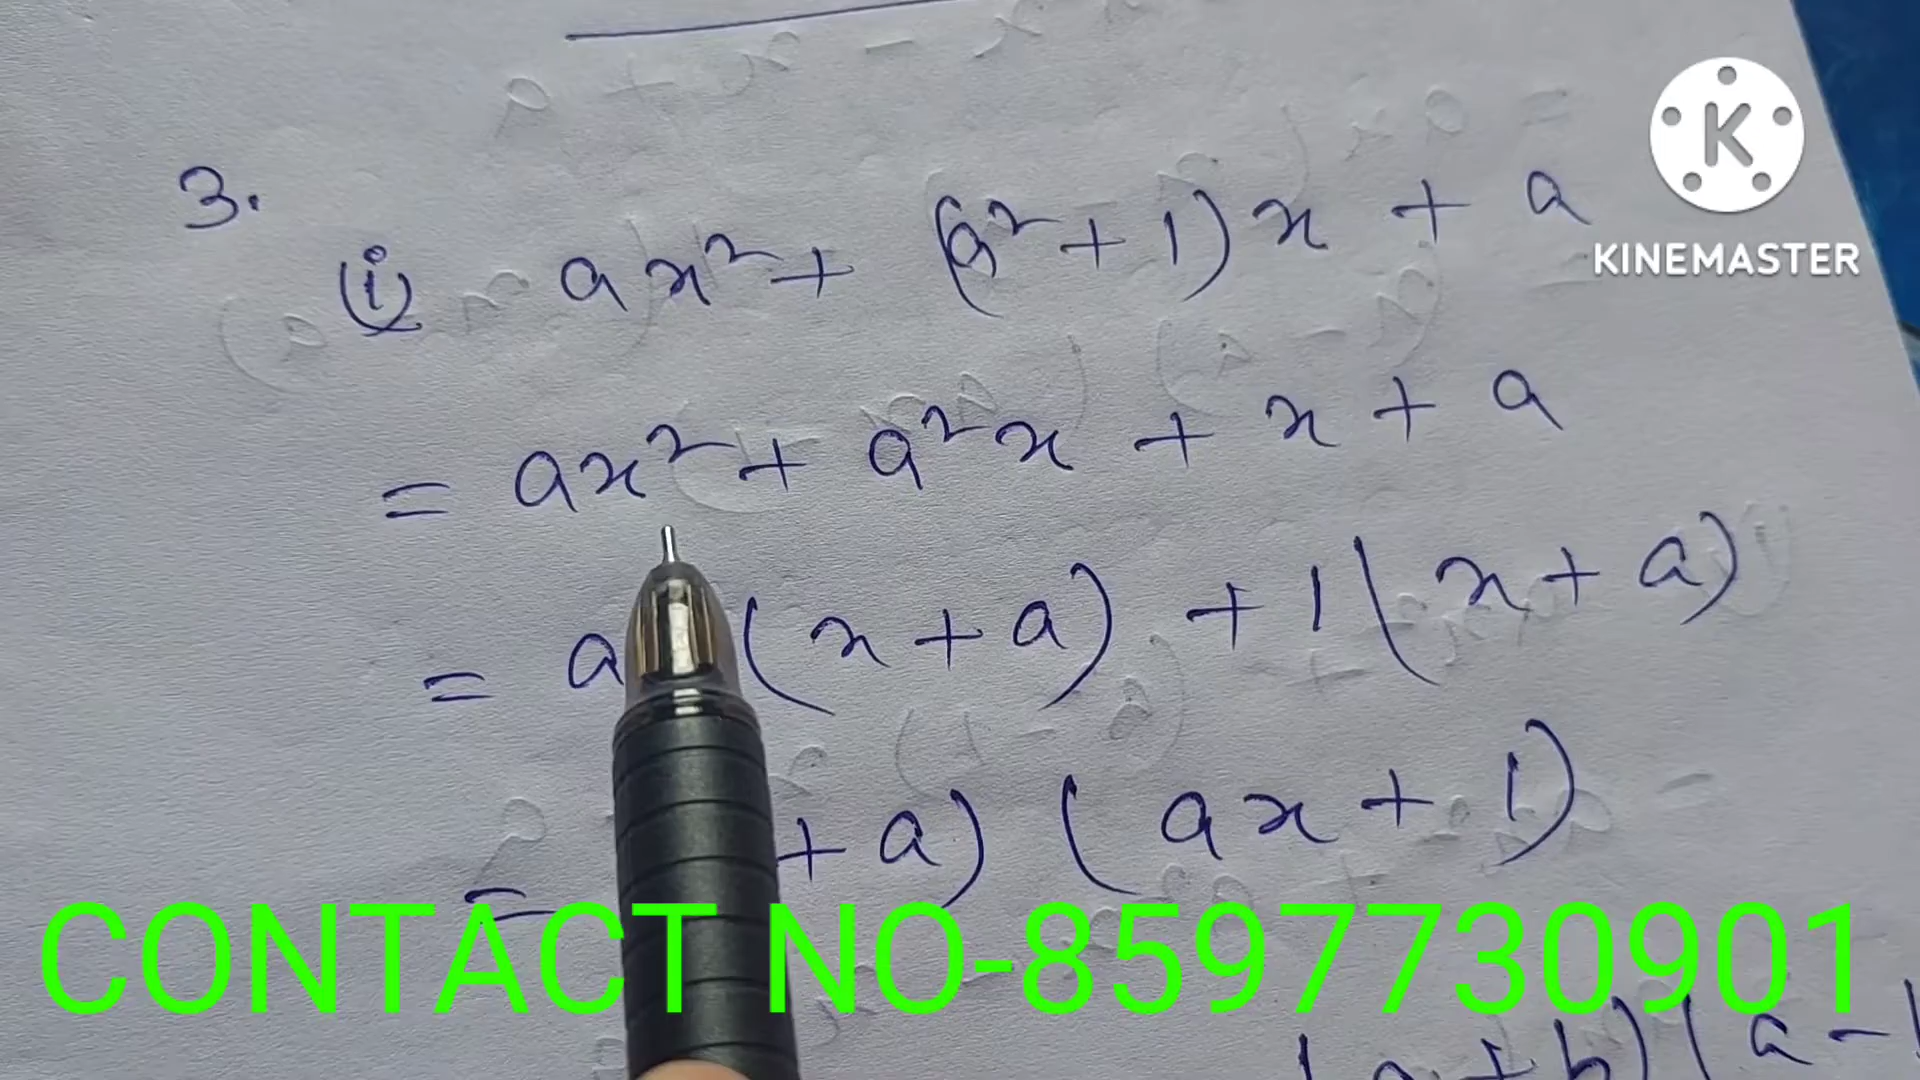 3.
(i) ax² + (a²+1)x + a
KINEMASTER
= ax² + a²x + x + a
= a (x+a) + 1(x+a)
= +a) (ax+1)
CONTACT NO-8597730901
(a+b)(a-